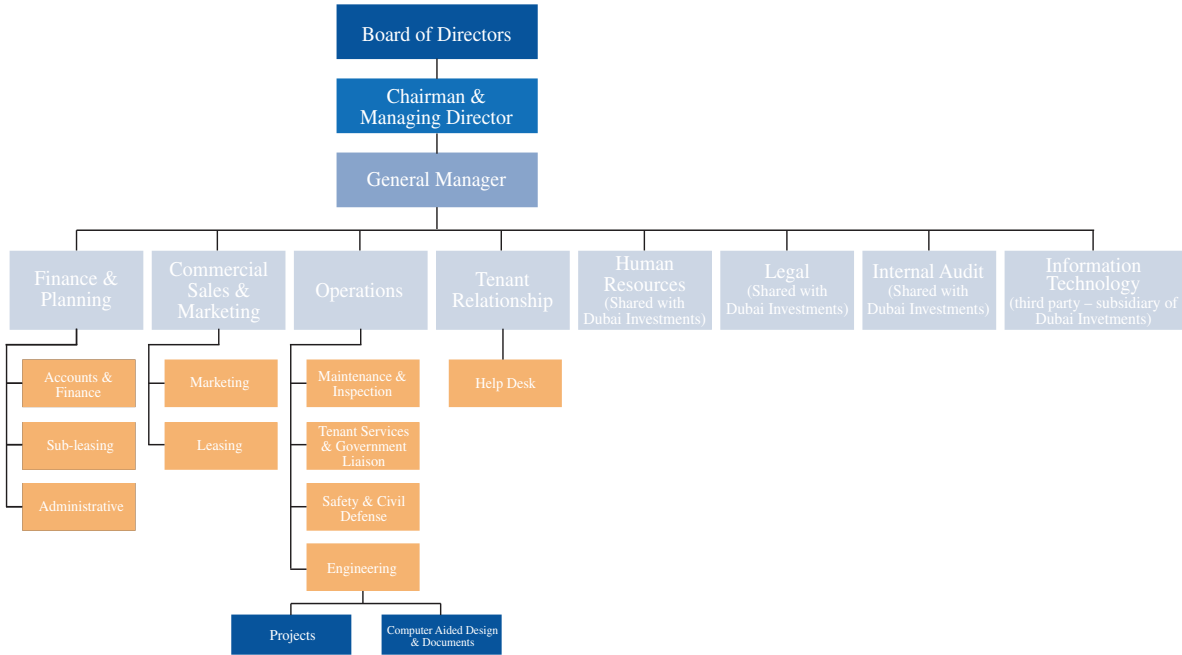 Board of Directors
Chairman &
Managing Director
General Manager
Finance &
Planning
Commercial
Sales &
Marketing
Operations
Tenant
Relationship
Human
Resources
(Shared with
Dubai Investments)
Legal
(Shared with
Dubai Investments)
Internal Audit
(Shared with
Dubai Investments)
Information
Technology
(third party – subsidiary of
Dubai Invetments)
Accounts &
Finance
Sub-leasing
Administrative
Marketing
Leasing
Maintenance &
Inspection
Tenant Services
& Government
Liaison
Safety & Civil
Defense
Engineering
Help Desk
Projects
Computer Aided Design
& Documents